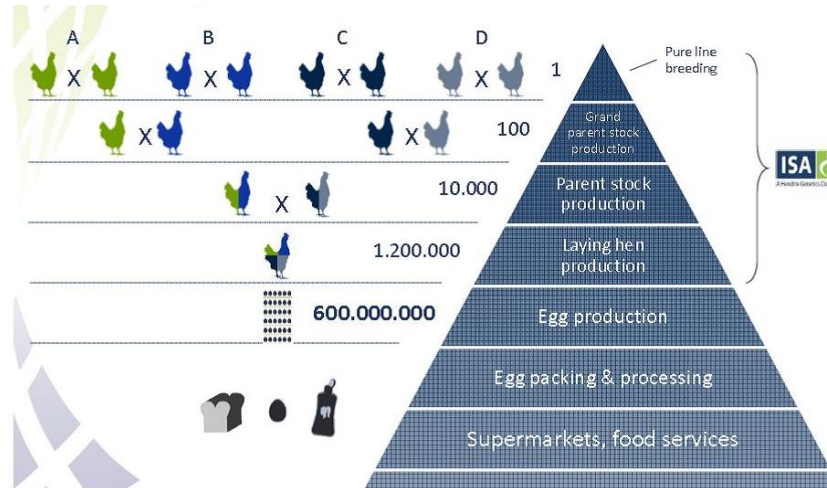 A B C D
X X X X
1
Pure line
breeding
X X
100
Grand
parent stock
production
ISA
X
10.000
Parent stock
production
1.200.000
Laying hen
production
600.000.000
Egg production
Egg packing & processing
Supermarkets, food services